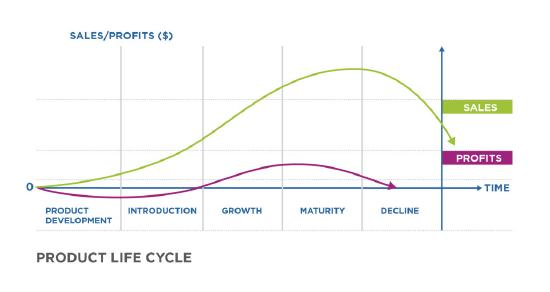 SALES/PROFITS ($)
SALES
PROFITS
0
TIME
PRODUCT
DEVELOPMENT
INTRODUCTION
GROWTH
MATURITY
DECLINE
PRODUCT LIFE CYCLE